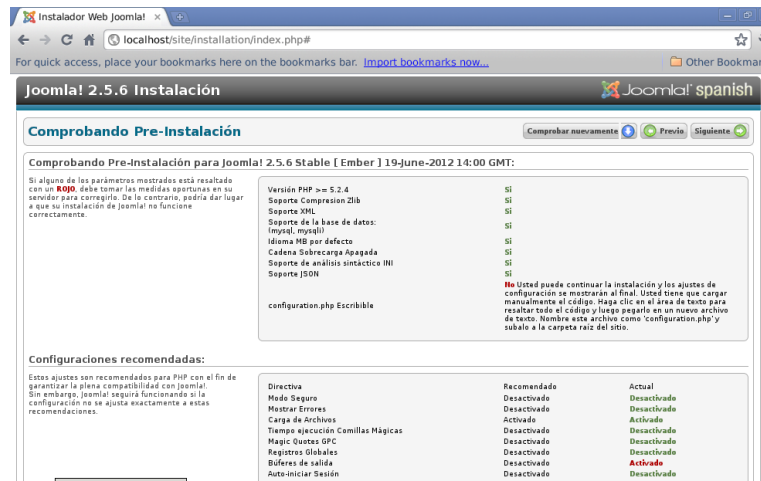 Instalador Web Joomla!
localhost/site/installation/index.php#
For quick access, place your bookmarks here on the bookmarks bar. Import bookmarks now...
Other Bookmar
Joomla! 2.5.6 Instalación
Joomla! spanish
Comprobando Pre-Instalación
Comprobar nuevamente
Previo
Siguiente
Comprobando Pre-Instalación para Joomla! 2.5.6 Stable [ Ember ] 19-June-2012 14:00 GMT:
Si alguno de los parámetros mostrados está resaltado
con un ROJO, debe tomar las medidas oportunas en su
servidor para corregirlo. De lo contrario, podría dar lugar
a que su instalación de Joomla! no funcione
correctamente.
Versión PHP >= 5.2.4 Si
Soporte Compresion Zlib Si
Soporte XML Si
Soporte de la base de datos:
(mysql, mysqli) Si
Idioma MB por defecto Si
Cadena Sobrecarga Apagada Si
Soporte de análisis sintáctico INI Si
Soporte JSON Si
configuration.php Escribible
No Usted puede continuar la instalación y los ajustes de
configuración se mostrarán al final. Usted tiene que cargar
manualmente el código. Haga clic en el área de texto para
resaltar todo el código y luego pegarlo en un nuevo archivo
de texto. Nombre este archivo como 'configuration.php' y
subalo a la carpeta raíz del sitio.
Configuraciones recomendadas:
Estos ajustes son recomendados para PHP con el fin de
garantizar la plena compatibilidad con Joomla!.
Sin embargo, Joomla! seguirá funcionando si la
configuración no se ajusta exactamente a estas
recomendaciones.
Directiva Recomendado Actual
Modo Seguro Desactivado Desactivado
Mostrar Errores Desactivado Desactivado
Carga de Archivos Activado Activado
Tiempo ejecución Comillas Mágicas Desactivado Desactivado
Magic Quotes GPC Desactivado Desactivado
Registros Globales Desactivado Desactivado
Búferes de salida Desactivado Activado
Auto-iniciar Sesión Desactivado Desactivado